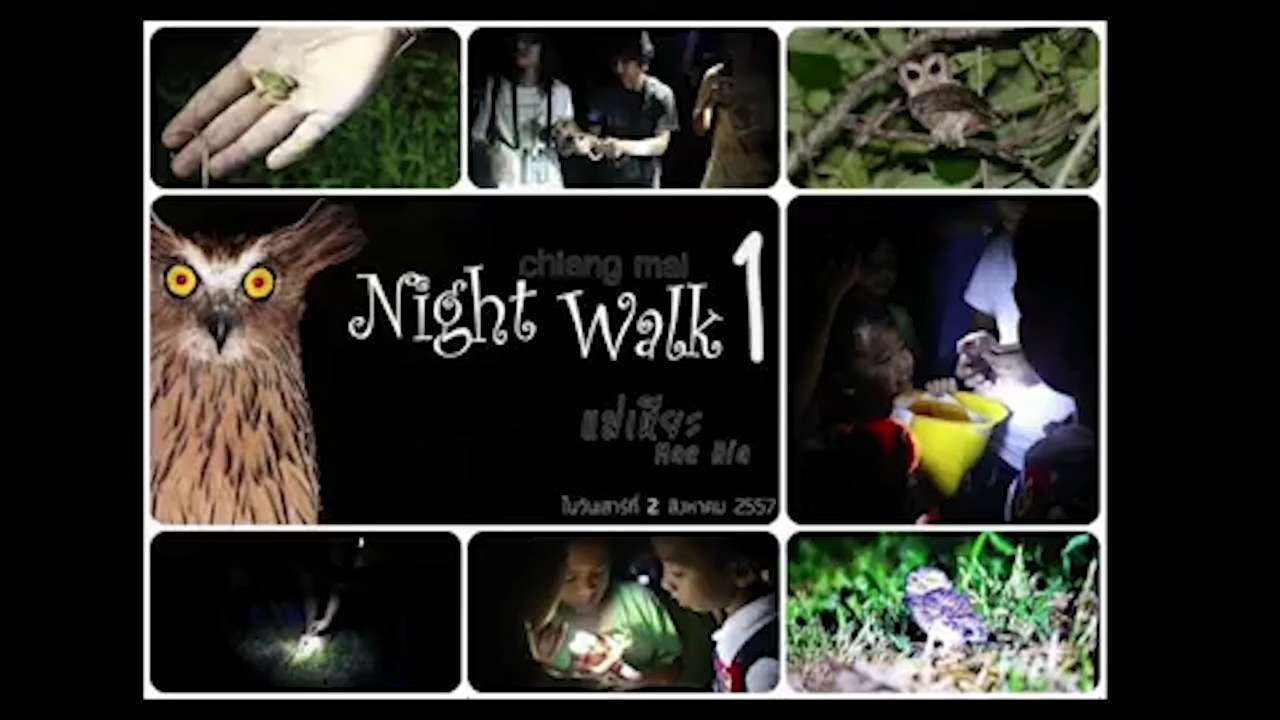 chiang mai
Night Walk 1
แม่เหียะ
Mae Hia
ในวันเสาร์ที่ 2 สิงหาคม 2557